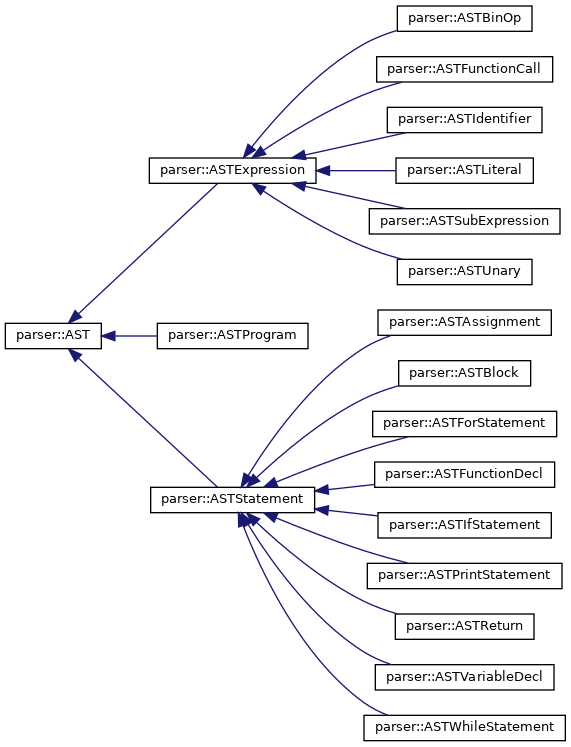 parser::ASTBinOp
parser::ASTFunctionCall
parser::ASTIdentifier
parser::ASTExpression
parser::ASTLiteral
parser::ASTSubExpression
parser::ASTUnary
parser::AST
parser::ASTProgram
parser::ASTAssignment
parser::ASTBlock
parser::ASTForStatement
parser::ASTFunctionDecl
parser::ASTStatement
parser::ASTIfStatement
parser::ASTPrintStatement
parser::ASTReturn
parser::ASTVariableDecl
parser::ASTWhileStatement